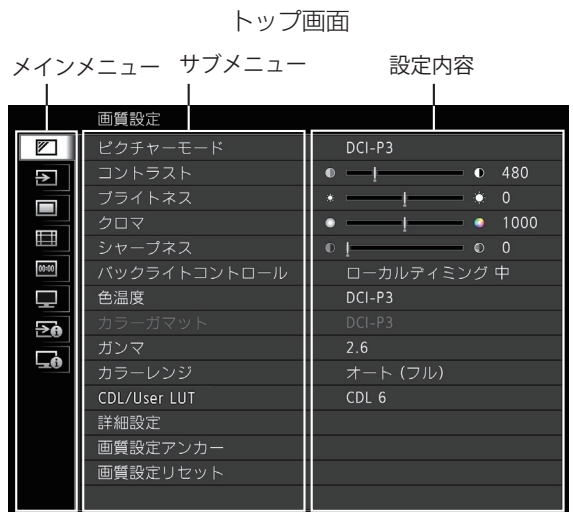 トップ画面
メインメニュー サブメニュー 設定内容
画質設定
ピクチャーモード DCI-P3
コントラスト 480
ブライトネス 0
クロマ 1000
シャープネス 0
00:00 バックライトコントロール ローカルディミング 中
色温度 DCI-P3
カラーガマット DCI-P3
ガンマ 2.6
カラーレンジ オート (フル)
CDL/User LUT CDL 6
詳細設定
画質設定アンカー
画質設定リセット